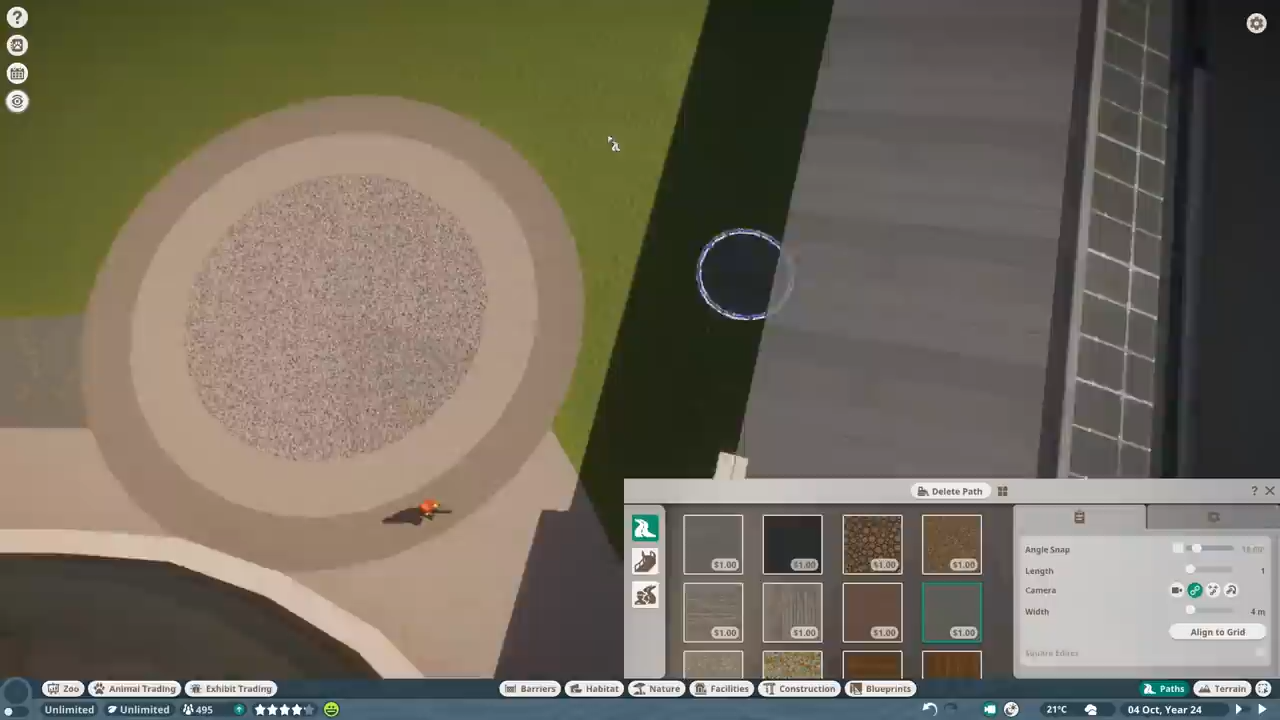 ?
Delete Path
? ×
$1.00 $1.00 $1.00 $1.00
$1.00 $1.00 $1.00 $1.00
Angle Snap
Length 1
Camera
Width 4 m
Align to Grid
Square Edges
Zoo Animal Trading Exhibit Trading Barriers Habitat Nature Facilities Construction Blueprints Paths Terrain
Unlimited Unlimited 495 21°C 04 Oct, Year 24